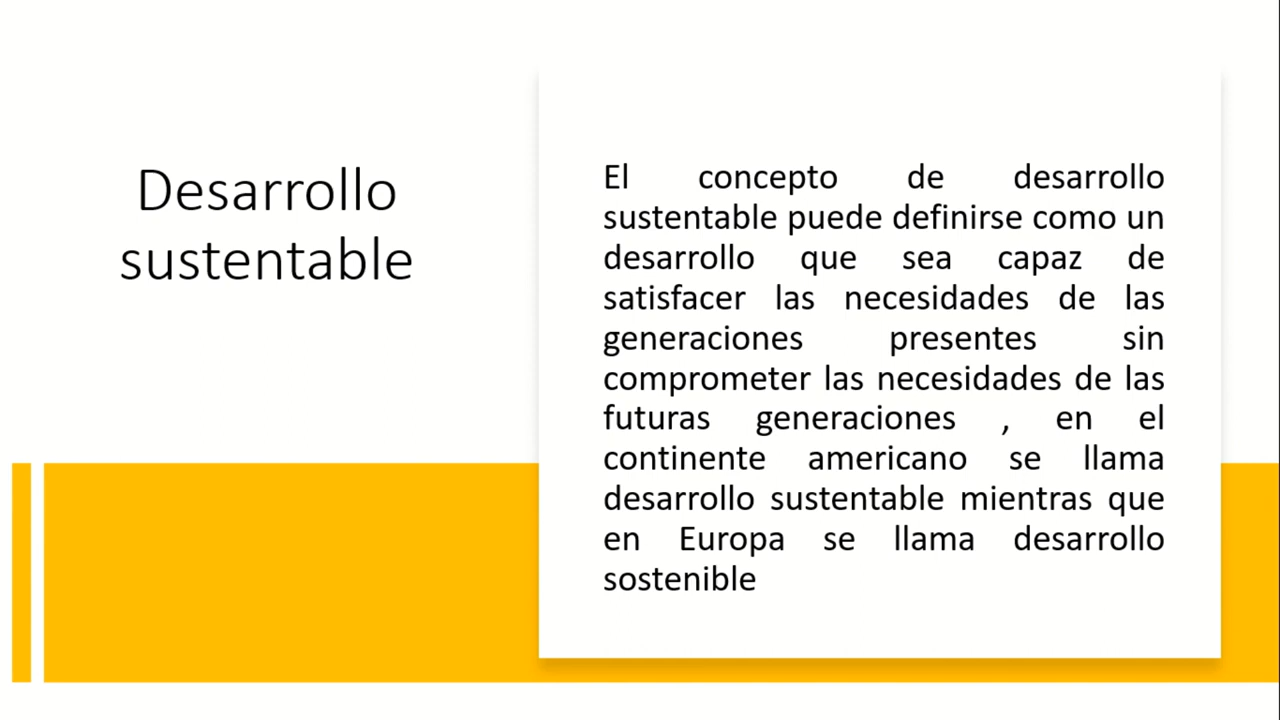 Desarrollo
sustentable
El concepto de desarrollo
sustentable puede definirse como un
desarrollo que sea capaz de
satisfacer las necesidades de las
generaciones presentes sin
comprometer las necesidades de las
futuras generaciones , en el
continente americano se llama
desarrollo sustentable mientras que
en Europa se llama desarrollo
sostenible